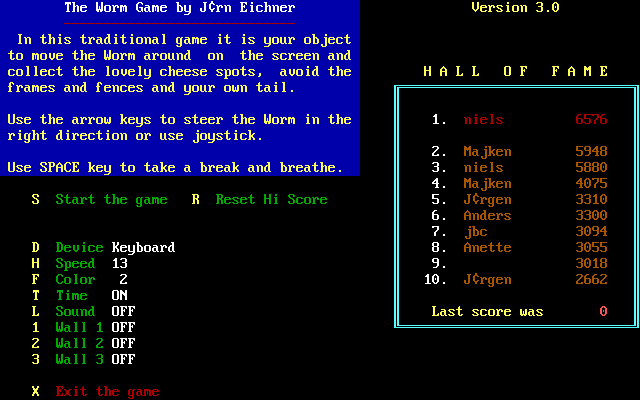 The Worm Game by J¢rn Eichner
Version 3.0
In this traditional game it is your object
to move the Worm around on the screen and
collect the lovely cheese spots, avoid the
frames and fences and your own tail.
Use the arrow keys to steer the Worm in the
right direction or use joystick.
Use SPACE key to take a break and breathe.
S Start the game R Reset Hi Score
D Device Keyboard
H Speed 13
F Color 2
T Time ON
L Sound OFF
1 Wall 1 OFF
2 Wall 2 OFF
3 Wall 3 OFF
X Exit the game
H A L L O F F A M E
1. niels 6576
2. Majken 5948
3. niels 5880
4. Majken 4075
5. J¢rgen 3310
6. Anders 3300
7. jbc 3094
8. Anette 3055
9. 3018
10. J¢rgen 2662
Last score was 0